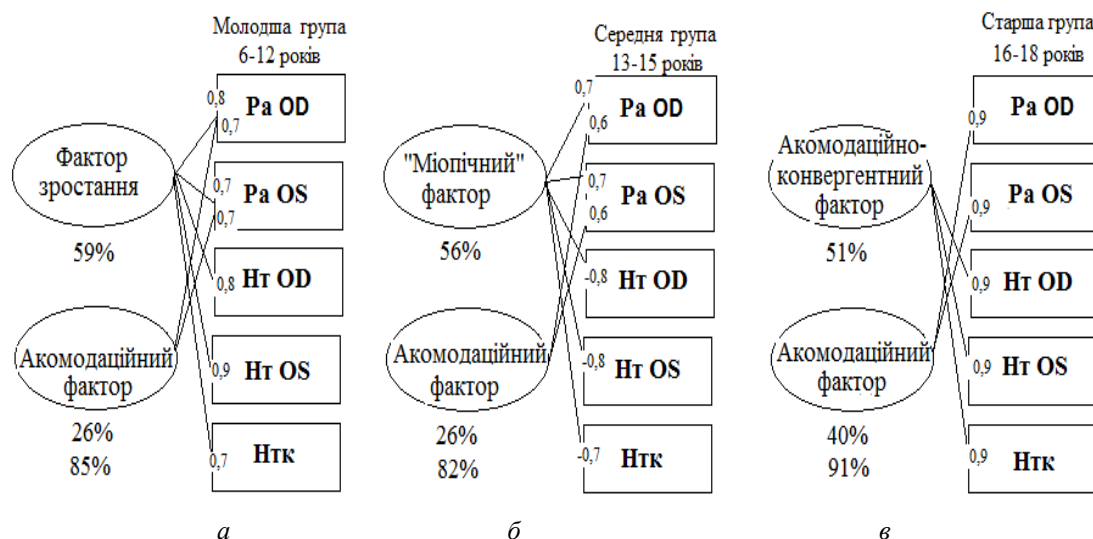 Молодша група
6-12 років
0,8
Ра OD
0,7
Фактор
зростання
0,7
Ра OS
0,7
59%
0,8
Нт OD
Акомодаційний
фактор
0,9
Нт OS
26%
85%
0,7
Нтк
а
Середня група
13-15 років
0,7
Ра OD
0,6
"Міопічний"
фактор
0,7
Ра OS
0,6
56%
-0,8
Нт OD
Акомодаційний
фактор
-0,8
Нт OS
26%
82%
-0,7
Нтк
б
Старша група
16-18 років
0,9
Ра OD
Акомодаційно-
конвергентний
фактор
0,9
Ра OS
51%
0,9
Нт OD
Акомодаційний
фактор
0,9
Нт OS
40%
91%
0,9
Нтк
в